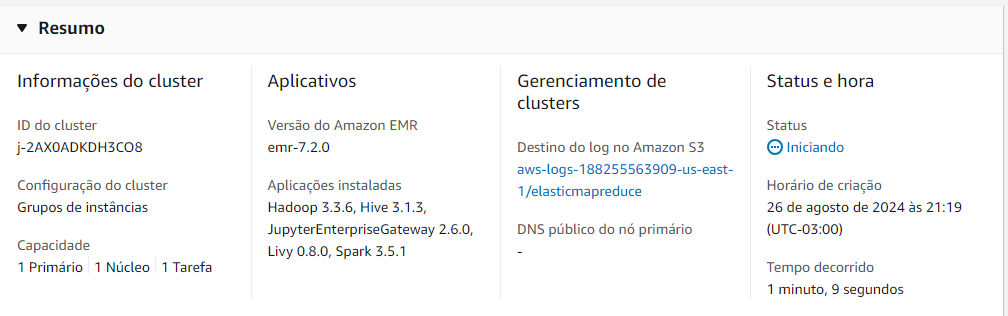 Resumo
Informações do cluster
ID do cluster
j-2AX0ADKDH3CO8
Configuração do cluster
Grupos de instâncias
Capacidade
1 Primário 1 Núcleo 1 Tarefa
Aplicativos
Versão do Amazon EMR
emr-7.2.0
Aplicações instaladas
Hadoop 3.3.6, Hive 3.1.3,
JupyterEnterpriseGateway 2.6.0,
Livy 0.8.0, Spark 3.5.1
Gerenciamento de
clusters
Destino do log no Amazon S3
aws-logs-188255563909-us-east-
1/elasticmapreduce
DNS público do nó primário
-
Status e hora
Status
Iniciando
Horário de criação
26 de agosto de 2024 às 21:19
(UTC-03:00)
Tempo decorrido
1 minuto, 9 segundos